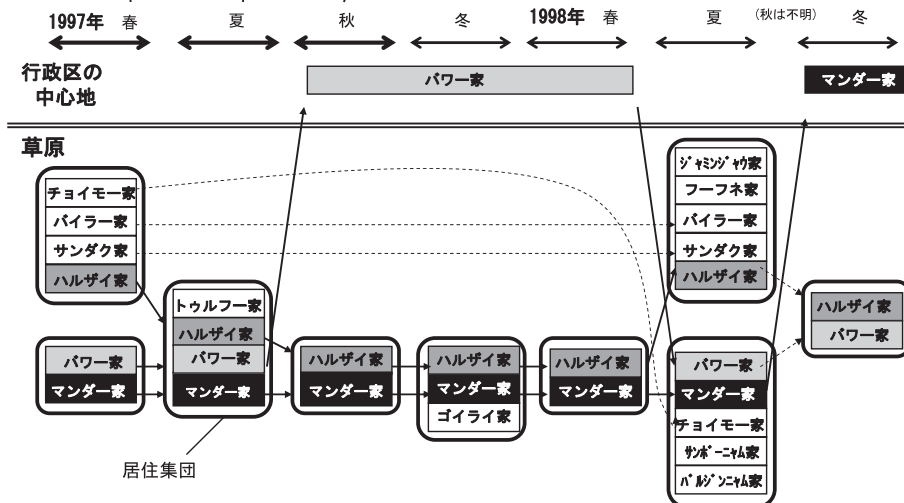 1997年 春 夏 秋 冬 1998年 春 夏 (秋は不明) 冬
行政区の
中心地
パワー家
マンダー家
草原
チョイモー家
バイラー家
サンダク家
ハルザイ家
パワー家
マンダー家
トゥルフー家
ハルザイ家
パワー家
マンダー家
居住集団
ハルザイ家
マンダー家
ハルザイ家
マンダー家
ゴイライ家
ハルザイ家
マンダー家
ジャミンジャウ家
フーフネ家
バイラー家
サンダク家
ハルザイ家
パワー家
マンダー家
チョイモー家
サンボーニャム家
バルジンニャム家
ハルザイ家
パワー家